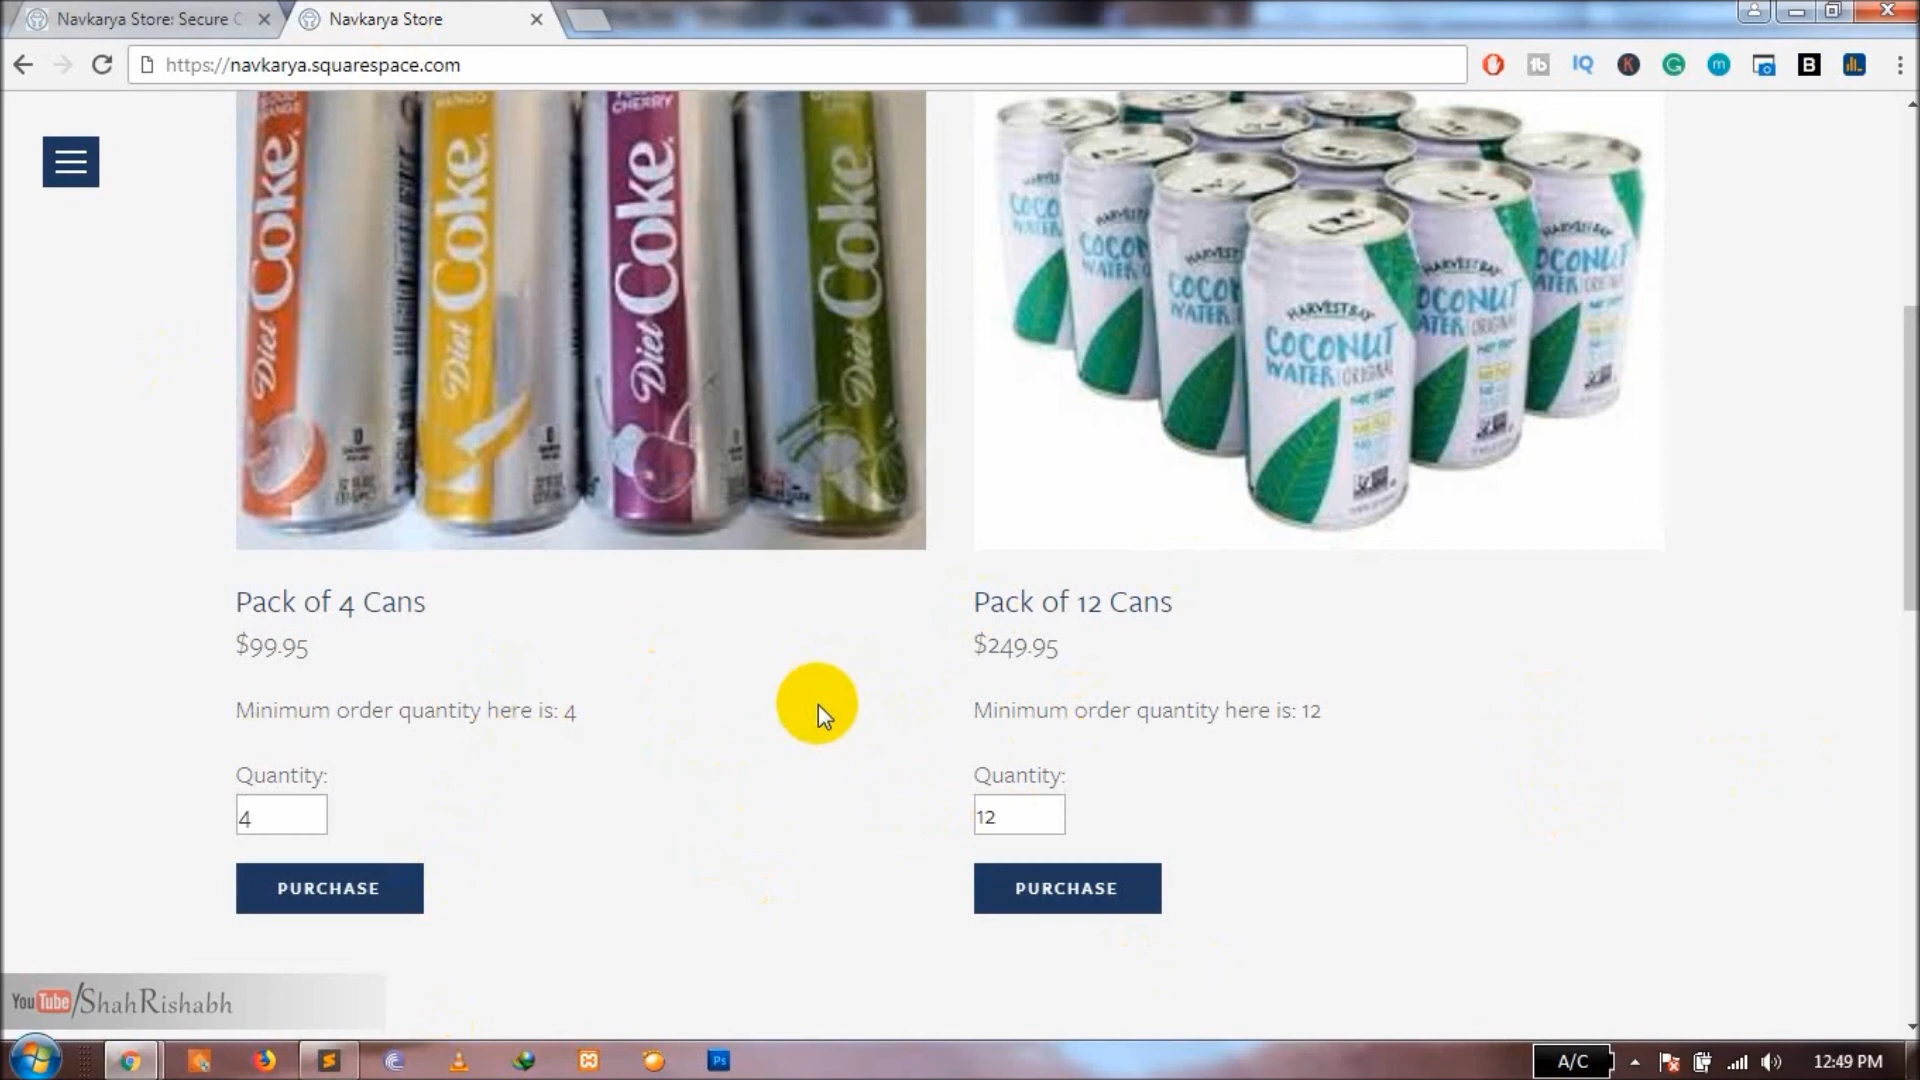 Navkarya Store: Secure C
Navkarya Store
https://navkarya.squarespace.com
MANGO
CHERRY
Diet Coke
Diet Coke
Diet Coke
Diet Coke
HARVEST BAY
COCONUT
WATER ORIGINAL
Pack of 4 Cans
$99.95
Minimum order quantity here is: 4
Quantity:
4
PURCHASE
Pack of 12 Cans
$249.95
Minimum order quantity here is: 12
Quantity:
12
PURCHASE
YouTube/ShahRishabh
A/C
12:49 PM